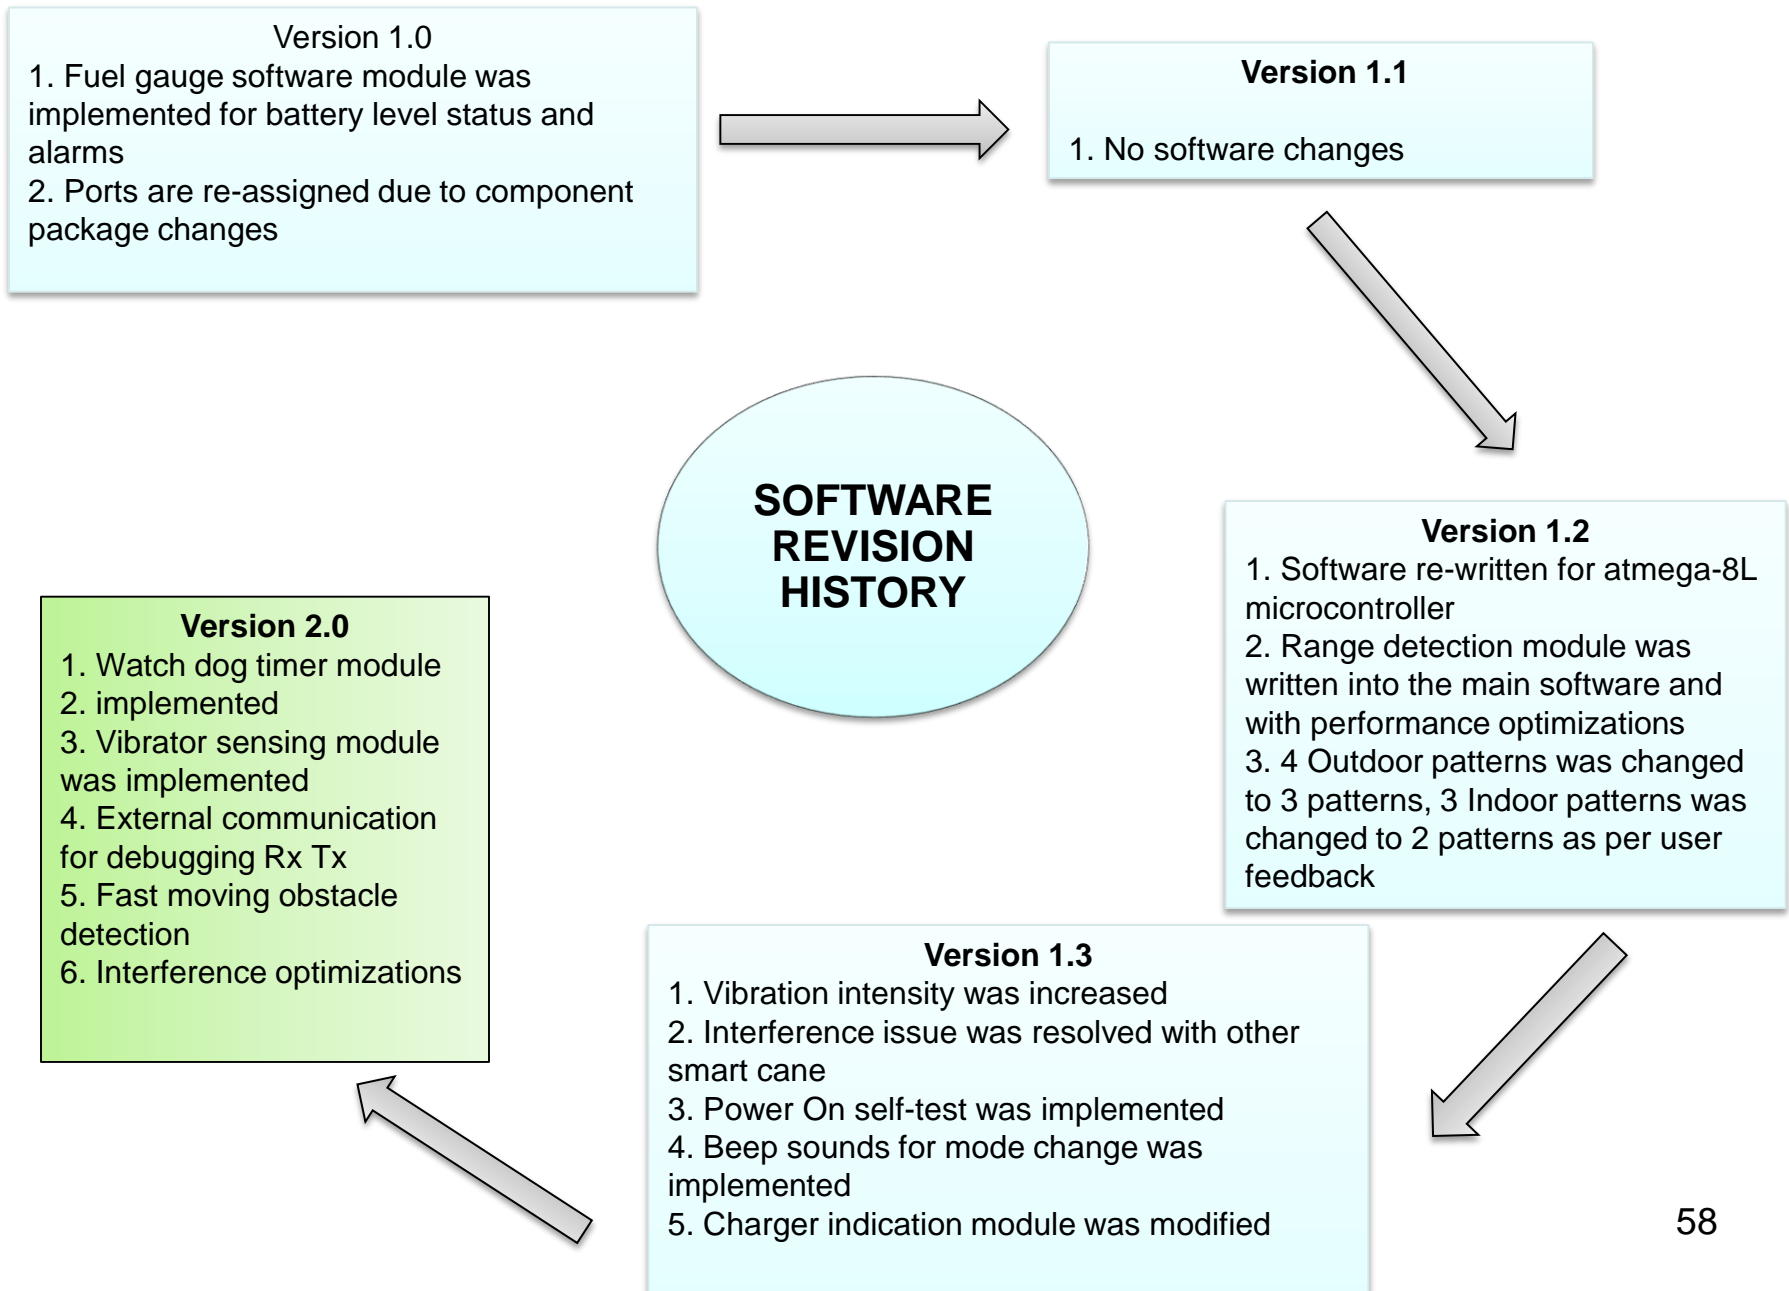 Version 1.0
1. Fuel gauge software module was
implemented for battery level status and
alarms
2. Ports are re-assigned due to component
package changes
Version 1.1
1. No software changes
SOFTWARE
REVISION
HISTORY
Version 1.2
1. Software re-written for atmega-8L
microcontroller
2. Range detection module was
written into the main software and
with performance optimizations
3. 4 Outdoor patterns was changed
to 3 patterns, 3 Indoor patterns was
changed to 2 patterns as per user
feedback
Version 1.3
1. Vibration intensity was increased
2. Interference issue was resolved with other
smart cane
3. Power On self-test was implemented
4. Beep sounds for mode change was
implemented
5. Charger indication module was modified
Version 2.0
1. Watch dog timer module
2. implemented
3. Vibrator sensing module
was implemented
4. External communication
for debugging Rx Tx
5. Fast moving obstacle
detection
6. Interference optimizations
58